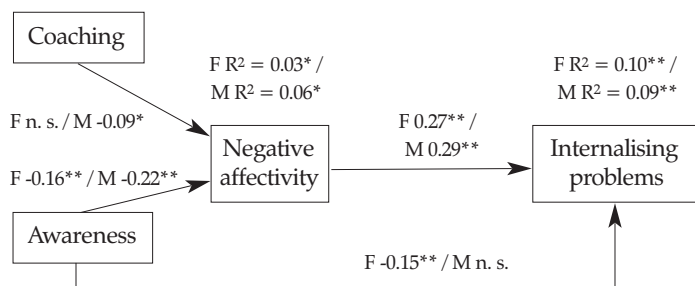 Coaching
F R² = 0.03* /
M R² = 0.06*
F R² = 0.10** /
M R² = 0.09**
F n. s. / M -0.09*
F 0.27** /
M 0.29**
Negative
affectivity
Internalising
problems
F -0.16** / M -0.22**
Awareness
F -0.15** / M n. s.